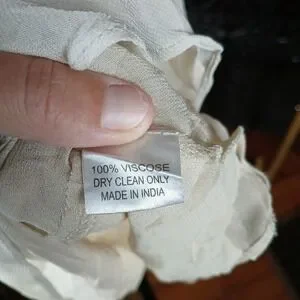 100% VISCOSE
DRY CLEAN ONLY
MADE IN INDIA